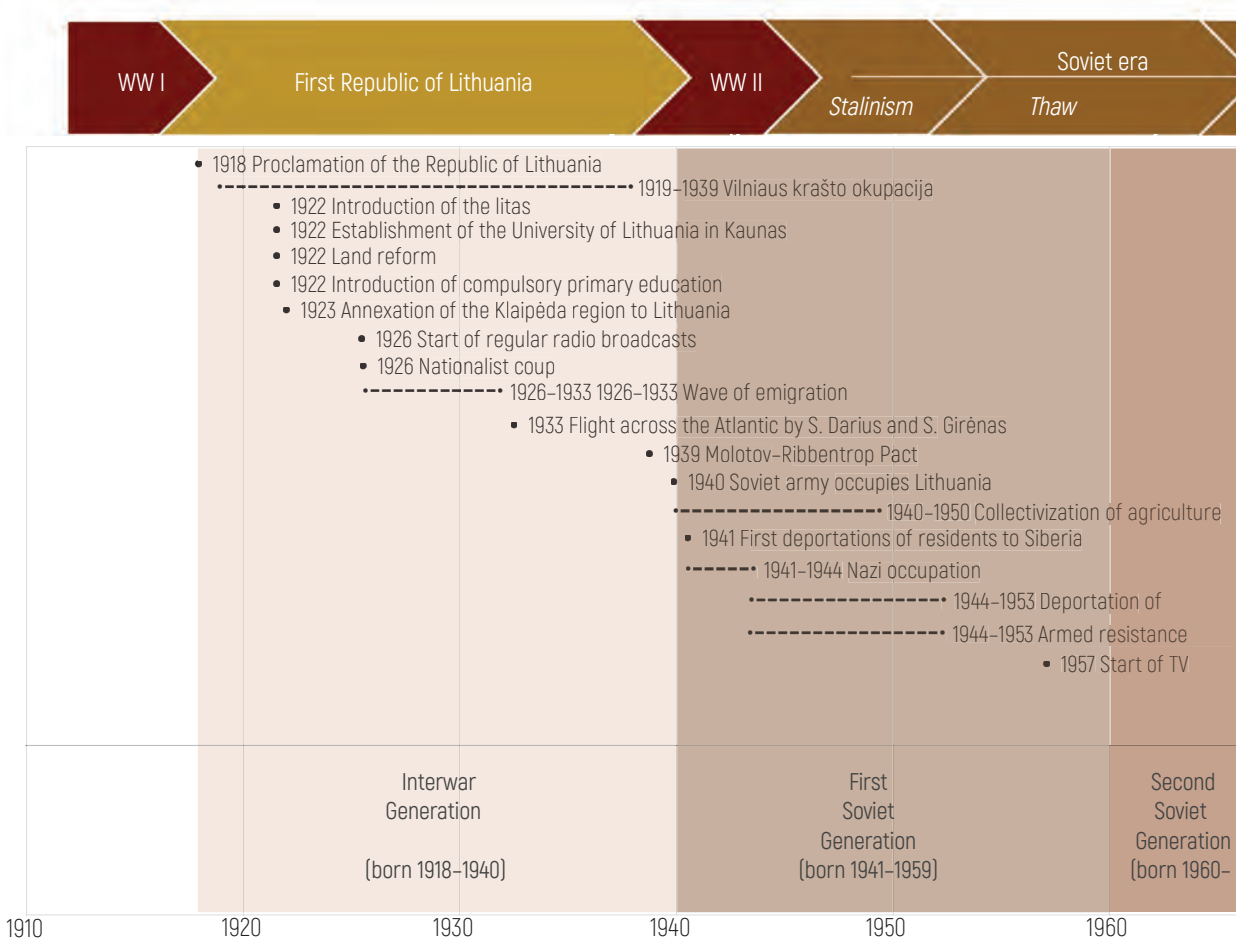 WW I
First Republic of Lithuania
WW II
Soviet era
Stalinism
Thaw
1918 Proclamation of the Republic of Lithuania
1919–1939 Vilniaus krašto okupacija
1922 Introduction of the litas
1922 Establishment of the University of Lithuania in Kaunas
1922 Land reform
1922 Introduction of compulsory primary education
1923 Annexation of the Klaipėda region to Lithuania
1926 Start of regular radio broadcasts
1926 Nationalist coup
1926–1933 1926–1933 Wave of emigration
1933 Flight across the Atlantic by S. Darius and S. Girėnas
1939 Molotov–Ribbentrop Pact
1940 Soviet army occupies Lithuania
1940–1950 Collectivization of agriculture
1941 First deportations of residents to Siberia
1941–1944 Nazi occupation
1944–1953 Deportation of
1944–1953 Armed resistance
1957 Start of TV
Interwar
Generation
(born 1918–1940)
First
Soviet
Generation
(born 1941–1959)
Second
Soviet
Generation
(born 1960–
1910 1920 1930 1940 1950 1960